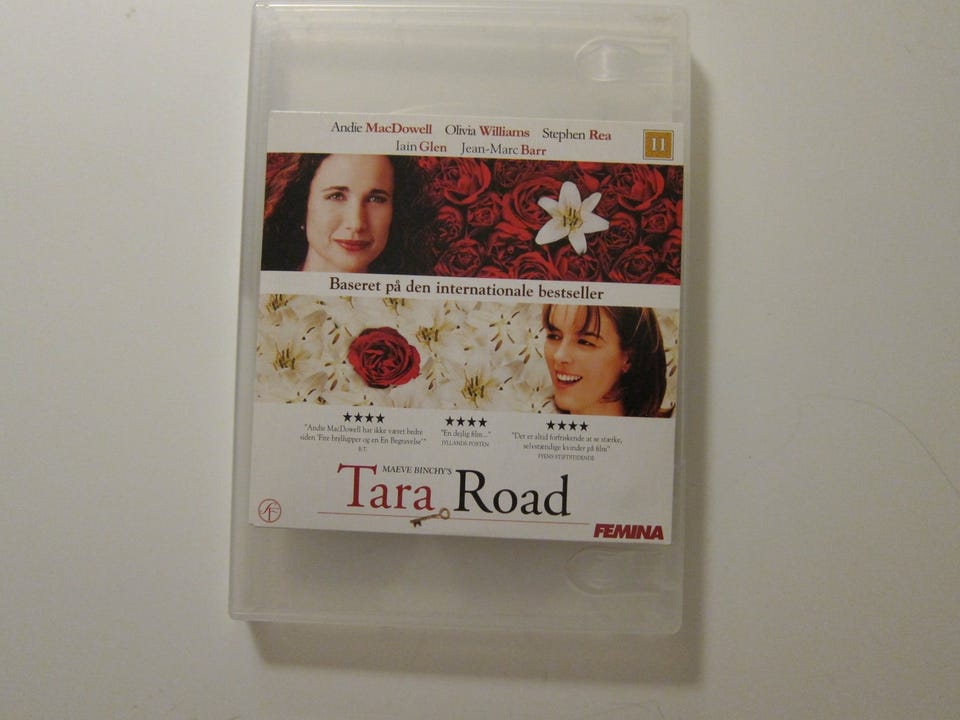 Andie MacDowell Olivia Williams Stephen Rea
Iain Glen Jean-Marc Barr
11
Baseret på den internationale bestseller
★★★★
"Andie MacDowell har ikke været bedre
siden 'Fire bryllupper og en En Begravelse'"
B.T.
★★★★
"En dejlig film..."
JYLLANDS POSTEN
★★★★
"Det er altid forfriskende at se stærke,
selvstændige kvinder på film"
FYENS STIFTSTIDENDE
MAEVE BINCHY'S
Tara Road
SF
FEMINA